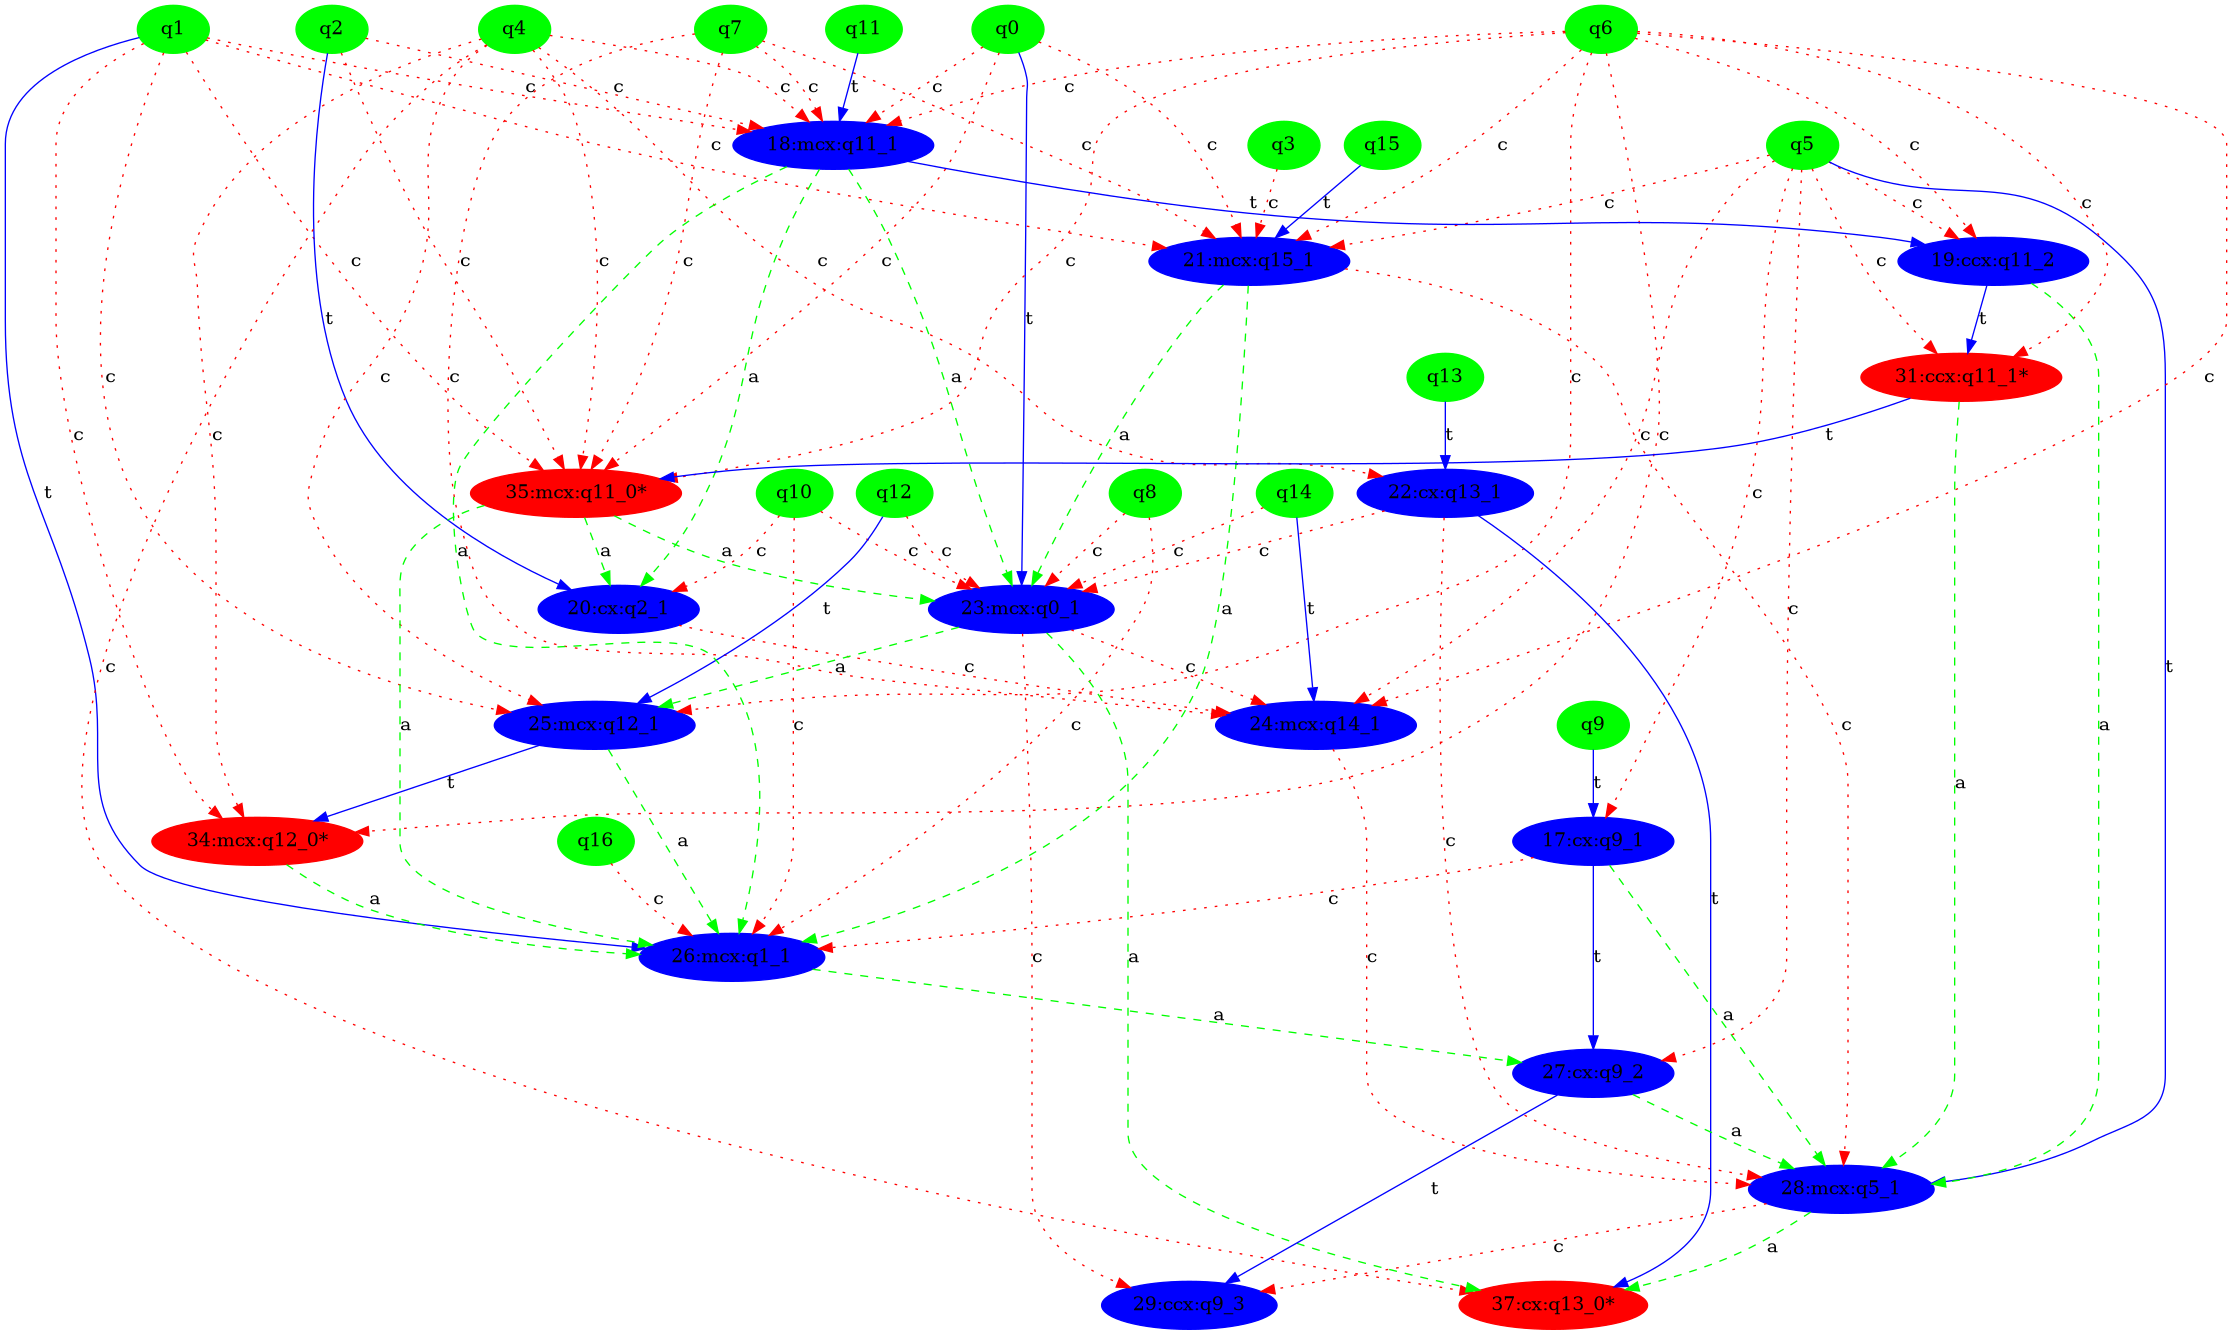 q1 q2 q4 q7 q11 q0 q6
c c c c t c c
18:mcx:q11_1 q3 q15 q5
c c c c c c
t c t c c c
21:mcx:q15_1 19:ccx:q11_2
c c c c c c c t
t t a a t a c c
q13 31:ccx:q11_1*
c c c c t c c t c
35:mcx:q11_0* q10 q12 q8 q14 22:cx:q13_1
a a a c c c c c t
20:cx:q2_1 23:mcx:q0_1
t t a c t c a c c t
25:mcx:q12_1 24:mcx:q14_1 q9
a t c c c a a
t a c t c
34:mcx:q12_0* q16 17:cx:q9_1
a c c
26:mcx:q1_1
c a c t t
a a
27:cx:q9_2
a
t
28:mcx:q5_1
c a
29:ccx:q9_3 37:cx:q13_0*